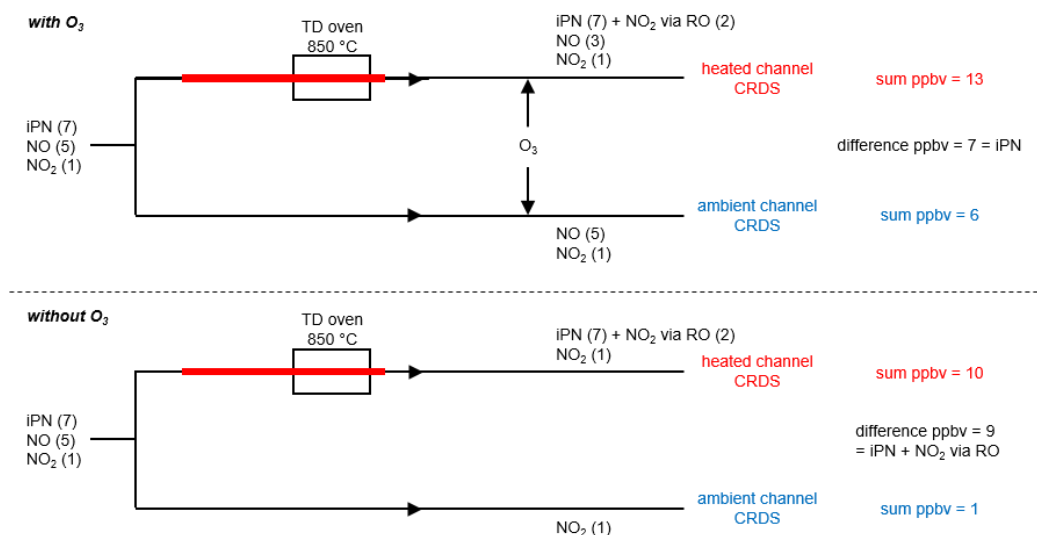 with O₃
TD oven
850 °C
iPN (7) + NO₂ via RO (2)
NO (3)
NO₂ (1)
heated channel
CRDS
sum ppbv = 13
iPN (7)
NO (5)
NO₂ (1)
O₃
difference ppbv = 7 = iPN
ambient channel
CRDS
sum ppbv = 6
NO (5)
NO₂ (1)
without O₃
TD oven
850 °C
iPN (7) + NO₂ via RO (2)
NO₂ (1)
heated channel
CRDS
sum ppbv = 10
iPN (7)
NO (5)
NO₂ (1)
difference ppbv = 9
= iPN + NO₂ via RO
ambient channel
CRDS
sum ppbv = 1
NO₂ (1)